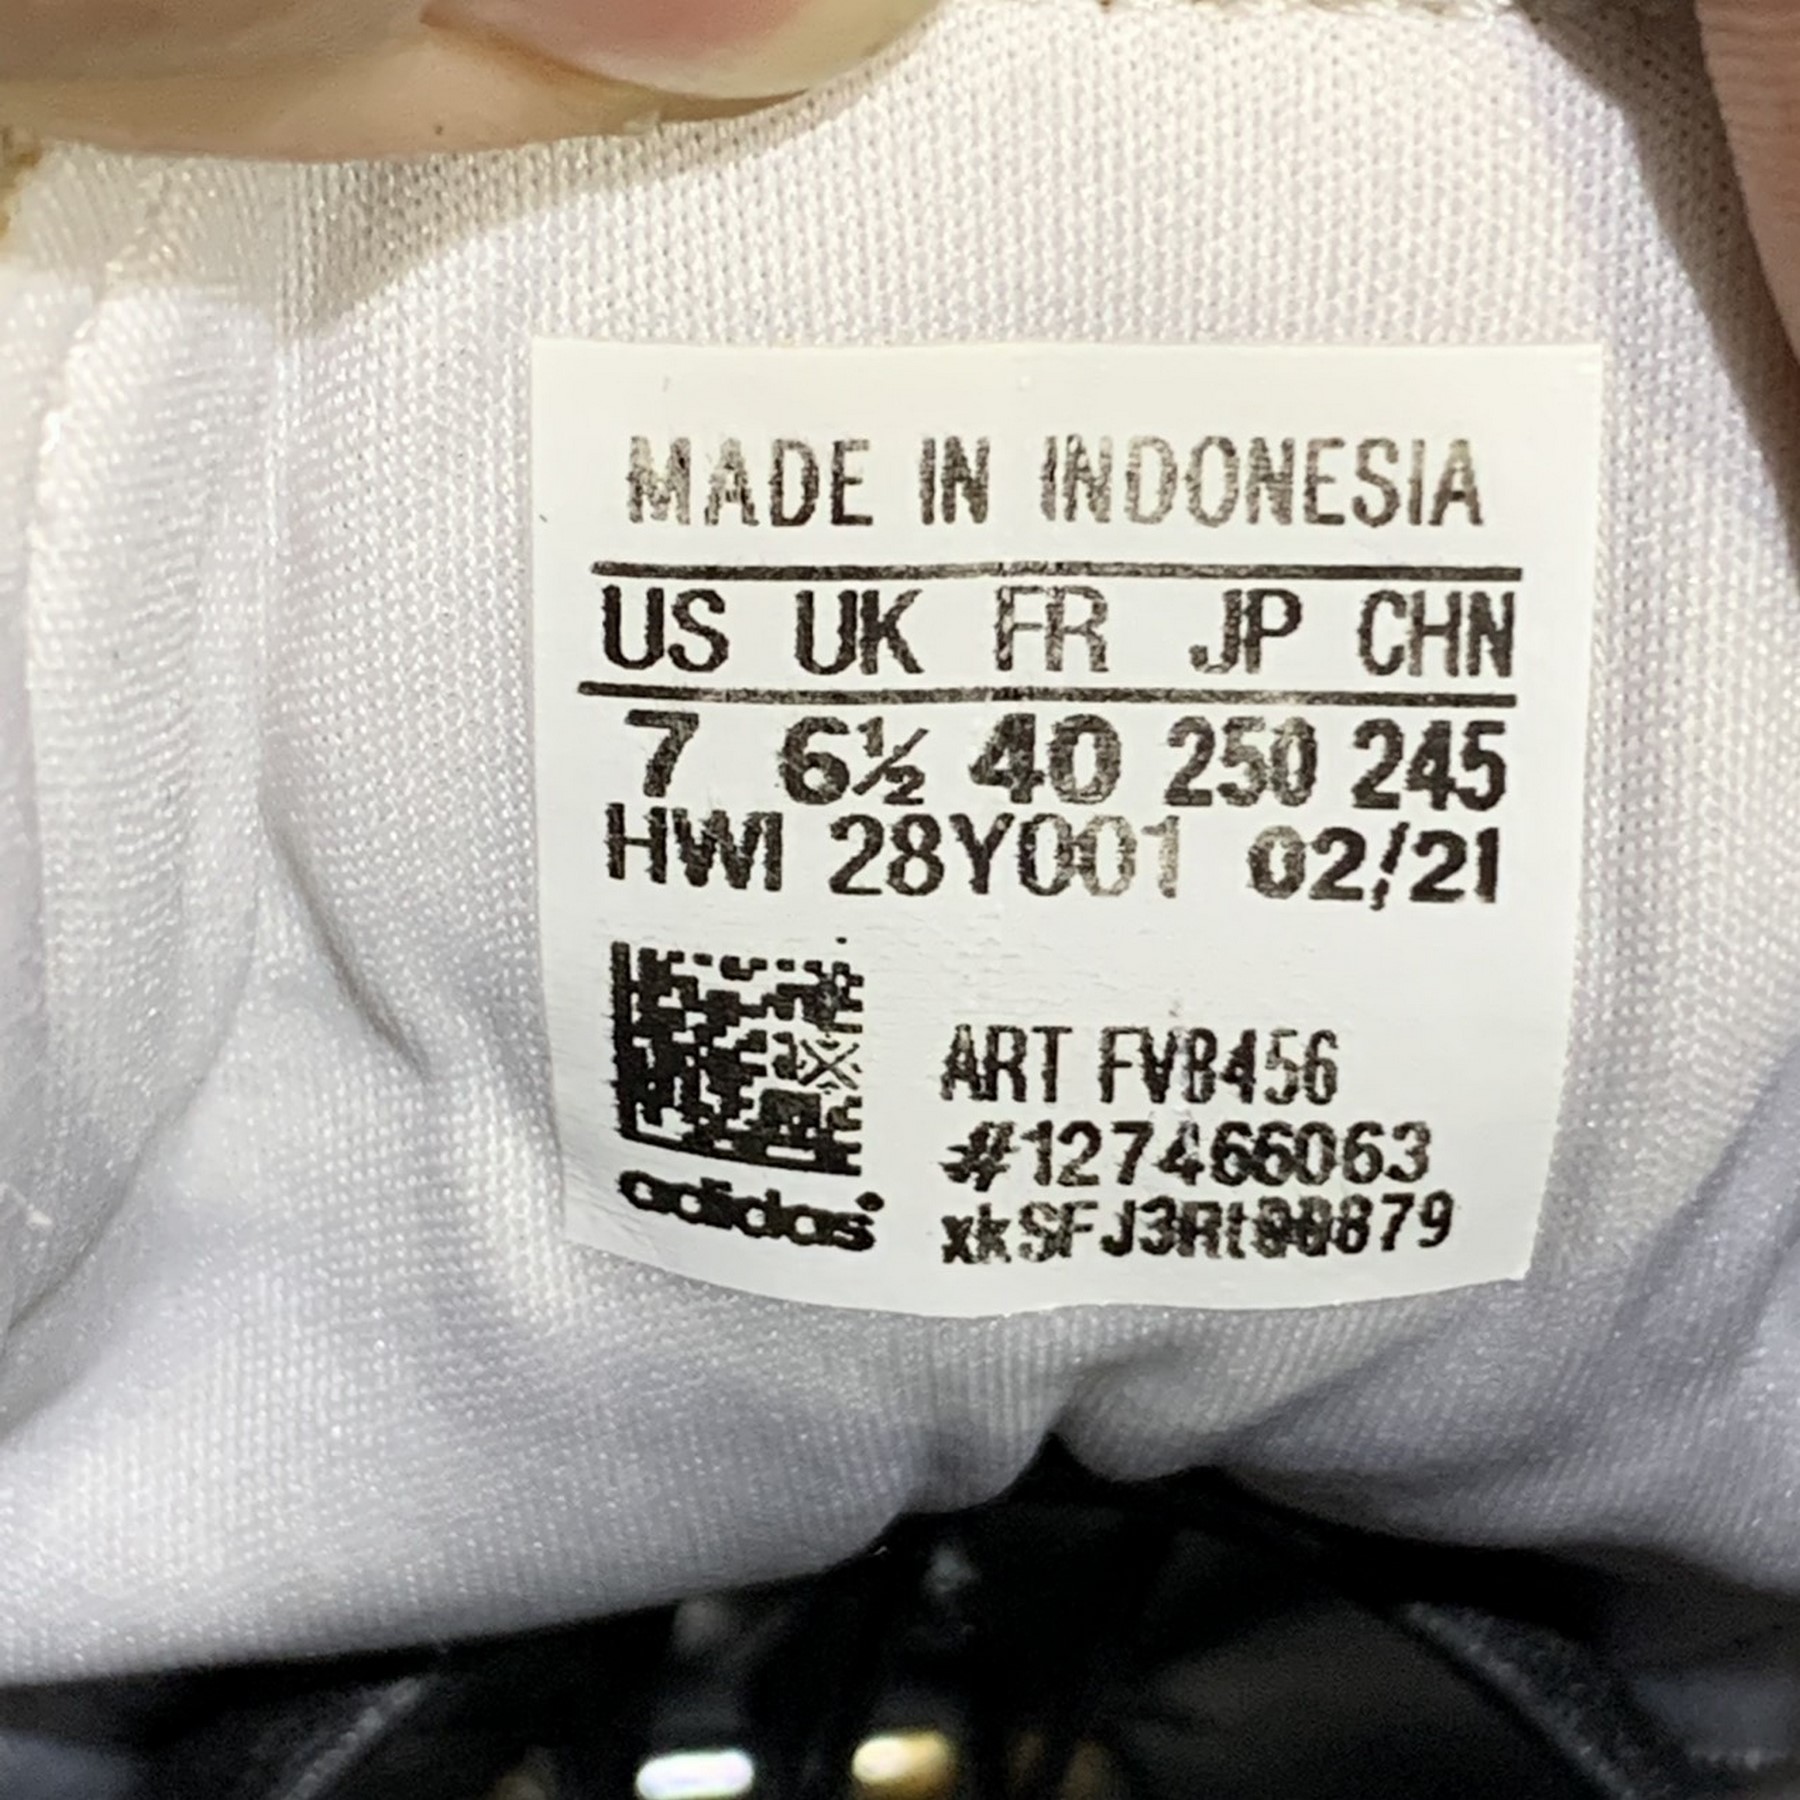 MADE IN INDONESIA
US UK FR JP CHN
7 6½ 40 250 245
HWI 28Y001 02/21
ART FV8456
#127466063
adidas